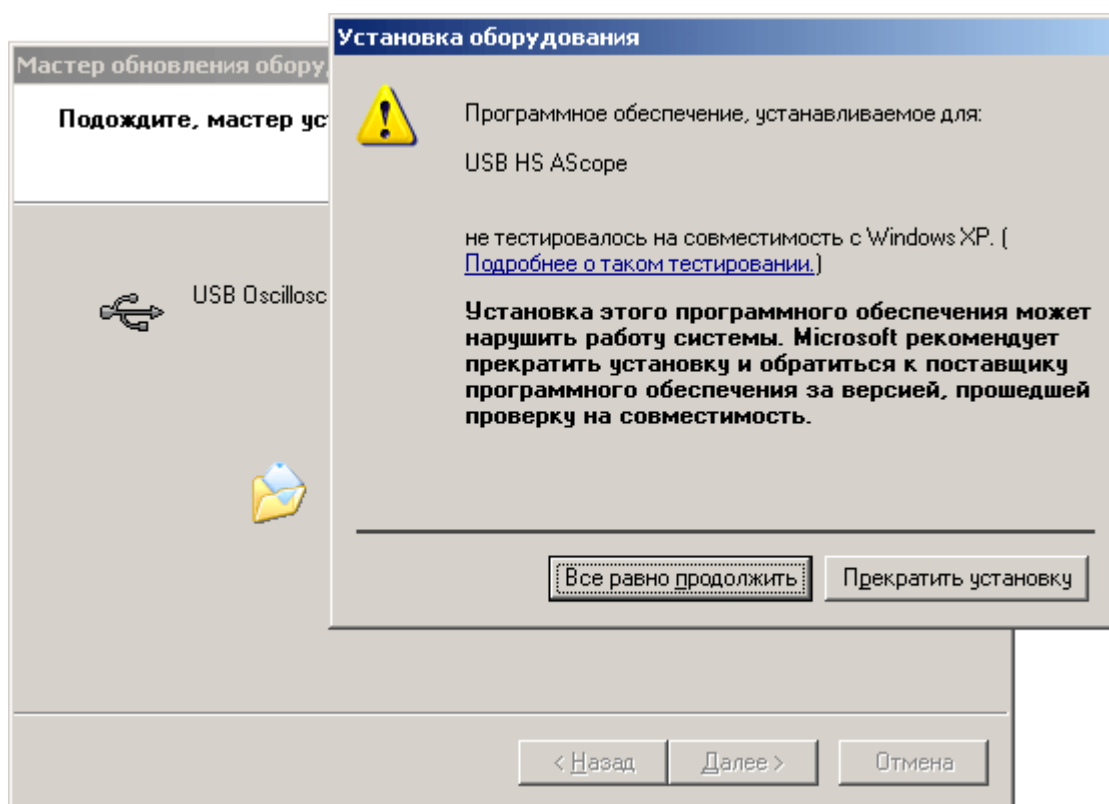 Установка оборудования
Мастер обновления обору
Подождите, мастер ус
Программное обеспечение, устанавливаемое для:
USB HS AScope
не тестировалось на совместимость с Windows XP. (
Подробнее о таком тестировании.)
USB Oscillosc
Установка этого программного обеспечения может
нарушить работу системы. Microsoft рекомендует
прекратить установку и обратиться к поставщику
программного обеспечения за версией, прошедшей
проверку на совместимость.
Все равно продолжить
Прекратить установку
< Назад
Далее >
Отмена